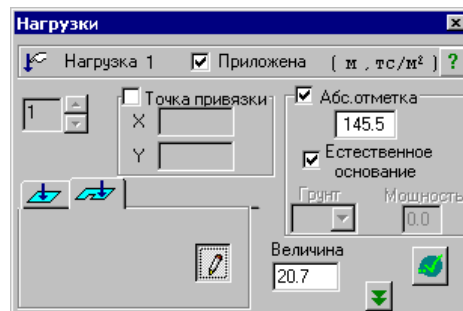 Нагрузки
Нагрузка 1 Приложена ( м , тс/м² ) ?
1 Точка привязки Абс.отметка
X 145.5
Y Естественное
основание
Грунт Мощность
0.0
Величина
20.7